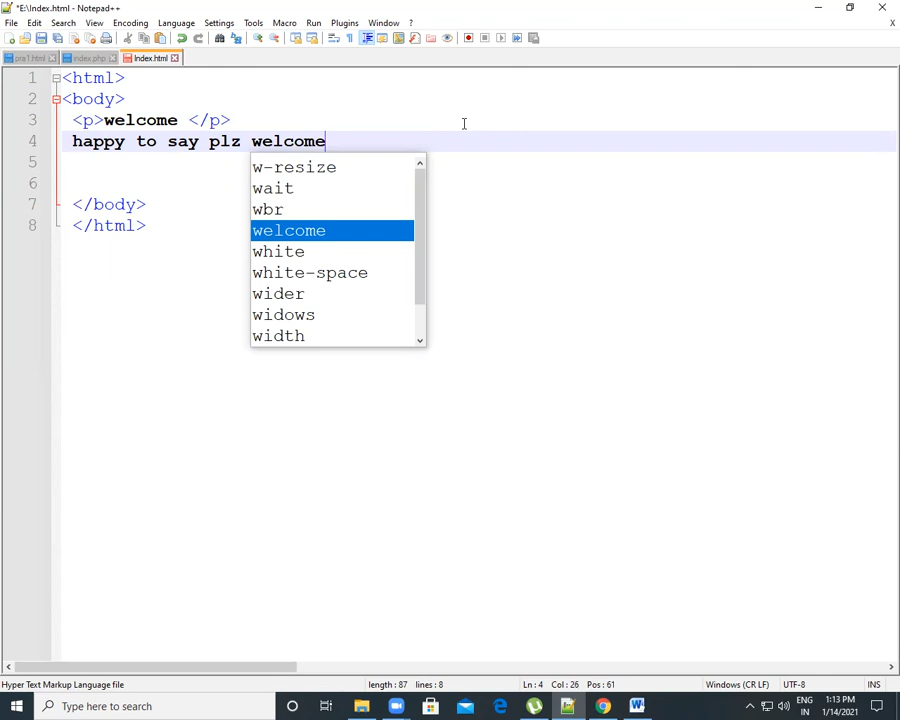 *E:\Index.html - Notepad++
File Edit Search View Encoding Language Settings Tools Macro Run Plugins Window ?
X
pra1.html index.php Index.html
1 <html>
2 <body>
3 <p>welcome </p>
4 happy to say plz welcome
w-resize
5
wait
6
wbr
7 </body>
welcome
8 </html>
white
white-space
wider
widows
width
Hyper Text Markup Language file length : 87 lines : 8 Ln : 4 Col : 26 Pos : 61 Windows (CR LF) UTF-8 INS
Type here to search
ENG
IN
1:13 PM
1/14/2021